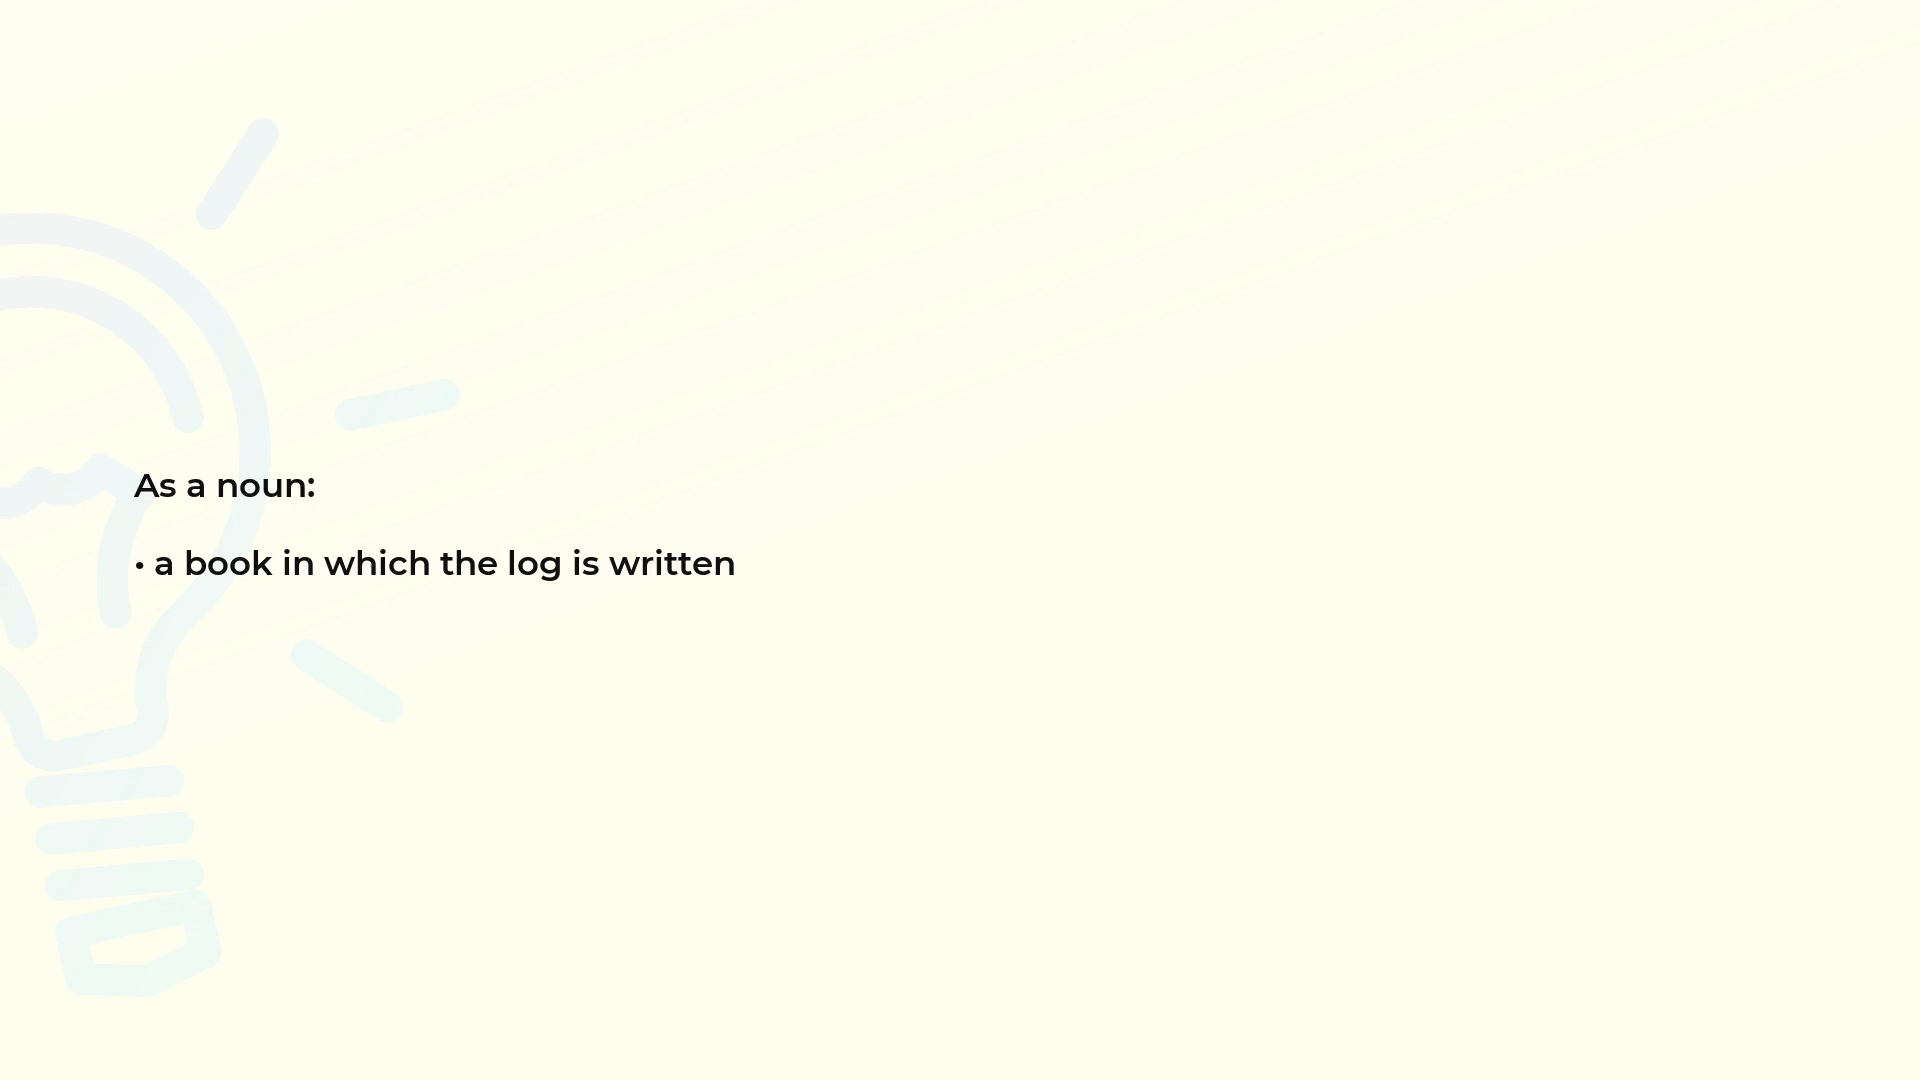 As a noun:
• a book in which the log is written